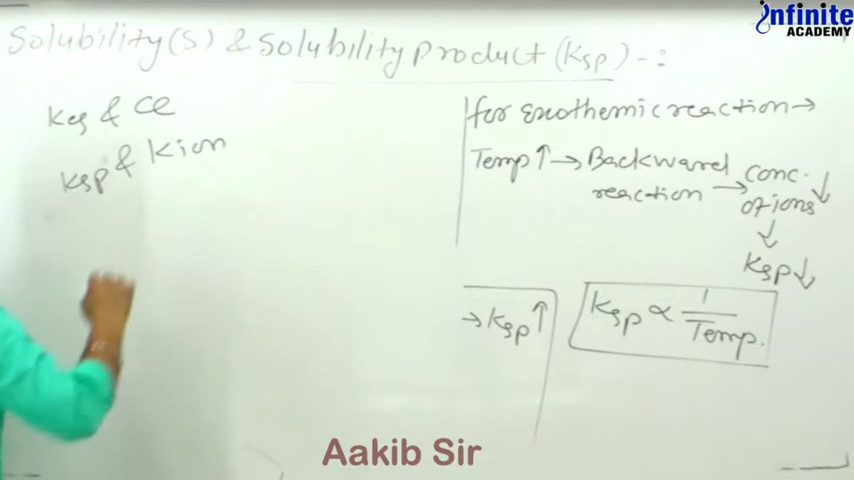 Infinite
ACADEMY
Solubility(S) & Solubility Product (Ksp) -:
Keq & CE
Ksp & Kion
for Exothemic reaction →
Temp ↑ → Backward reaction → conc. of ions ↓
↓
Ksp ↓
→ Ksp ↑
Ksp ∝ 1/Temp.
Aakib Sir